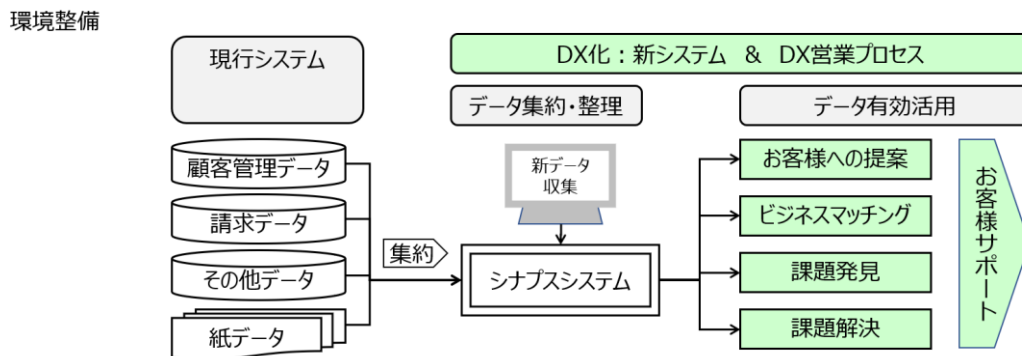 環境整備
現行システム
DX化：新システム ＆ DX営業プロセス
データ集約・整理
データ有効活用
顧客管理データ
請求データ
その他データ
紙データ
集約
新データ
収集
シナプスシステム
お客様への提案
ビジネスマッチング
課題発見
課題解決
お客様サポート